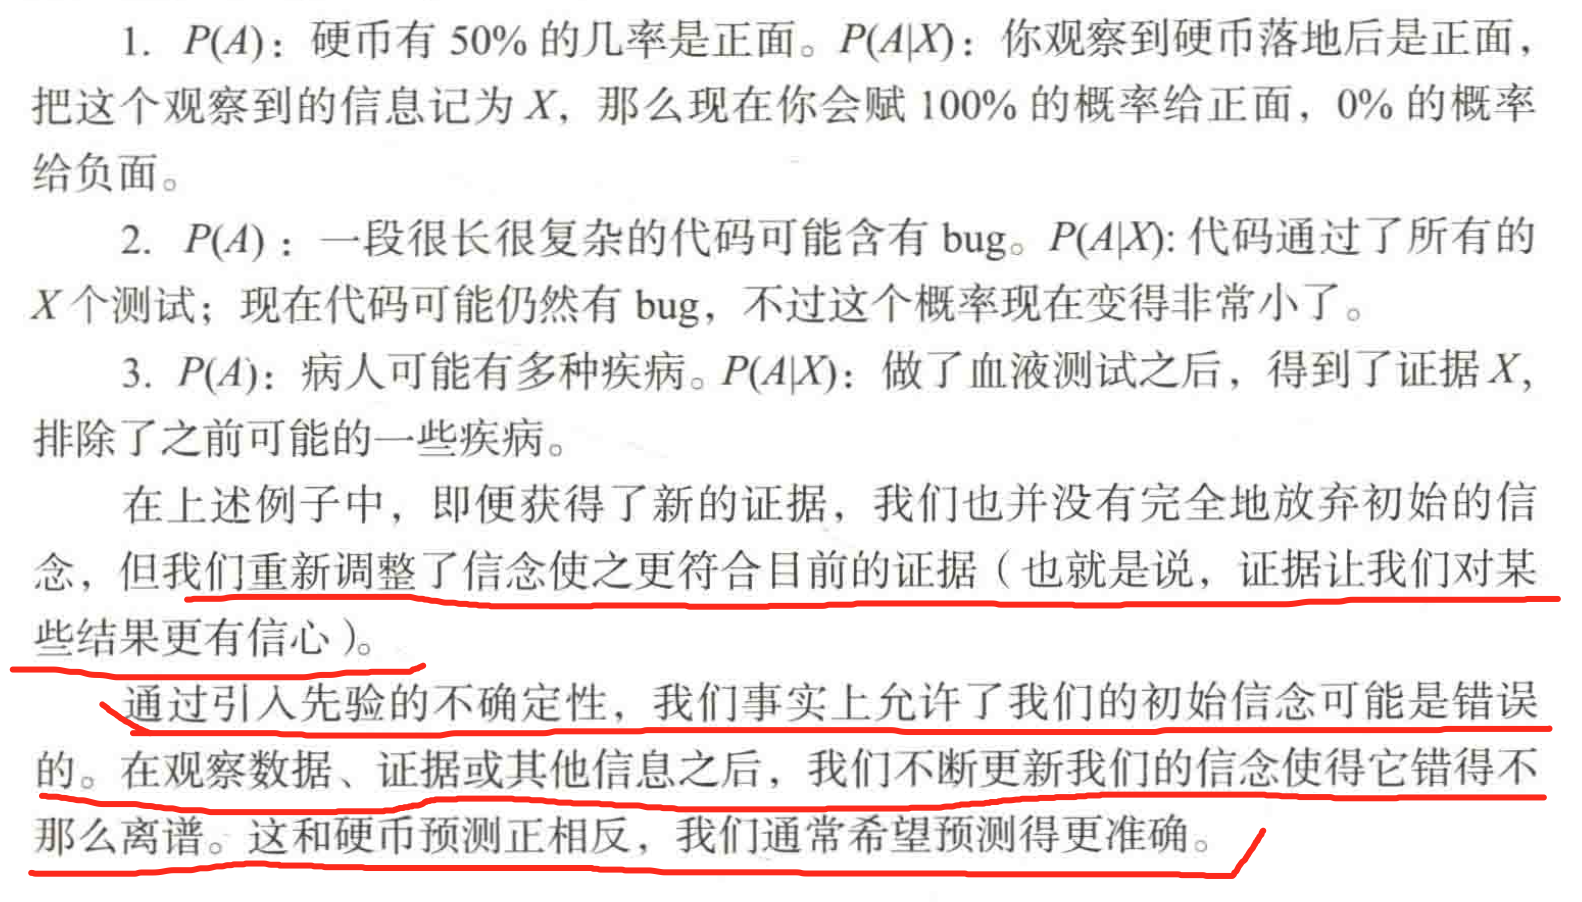 1. P(A)：硬币有 50% 的几率是正面。P(A|X)：你观察到硬币落地后是正面，
把这个观察到的信息记为 X，那么现在你会赋 100% 的概率给正面，0% 的概率
给负面。
2. P(A)：一段很长很复杂的代码可能含有 bug。P(A|X): 代码通过了所有的
X 个测试；现在代码可能仍然有 bug，不过这个概率现在变得非常小了。
3. P(A)：病人可能有多种疾病。P(A|X)：做了血液测试之后，得到了证据 X，
排除了之前可能的一些疾病。
在上述例子中，即便获得了新的证据，我们也并没有完全地放弃初始的信
念，但我们重新调整了信念使之更符合目前的证据（也就是说，证据让我们对某
些结果更有信心）。
通过引入先验的不确定性，我们事实上允许了我们的初始信念可能是错误
的。在观察数据、证据或其他信息之后，我们不断更新我们的信念使得它错得不
那么离谱。这和硬币预测正相反，我们通常希望预测得更准确。